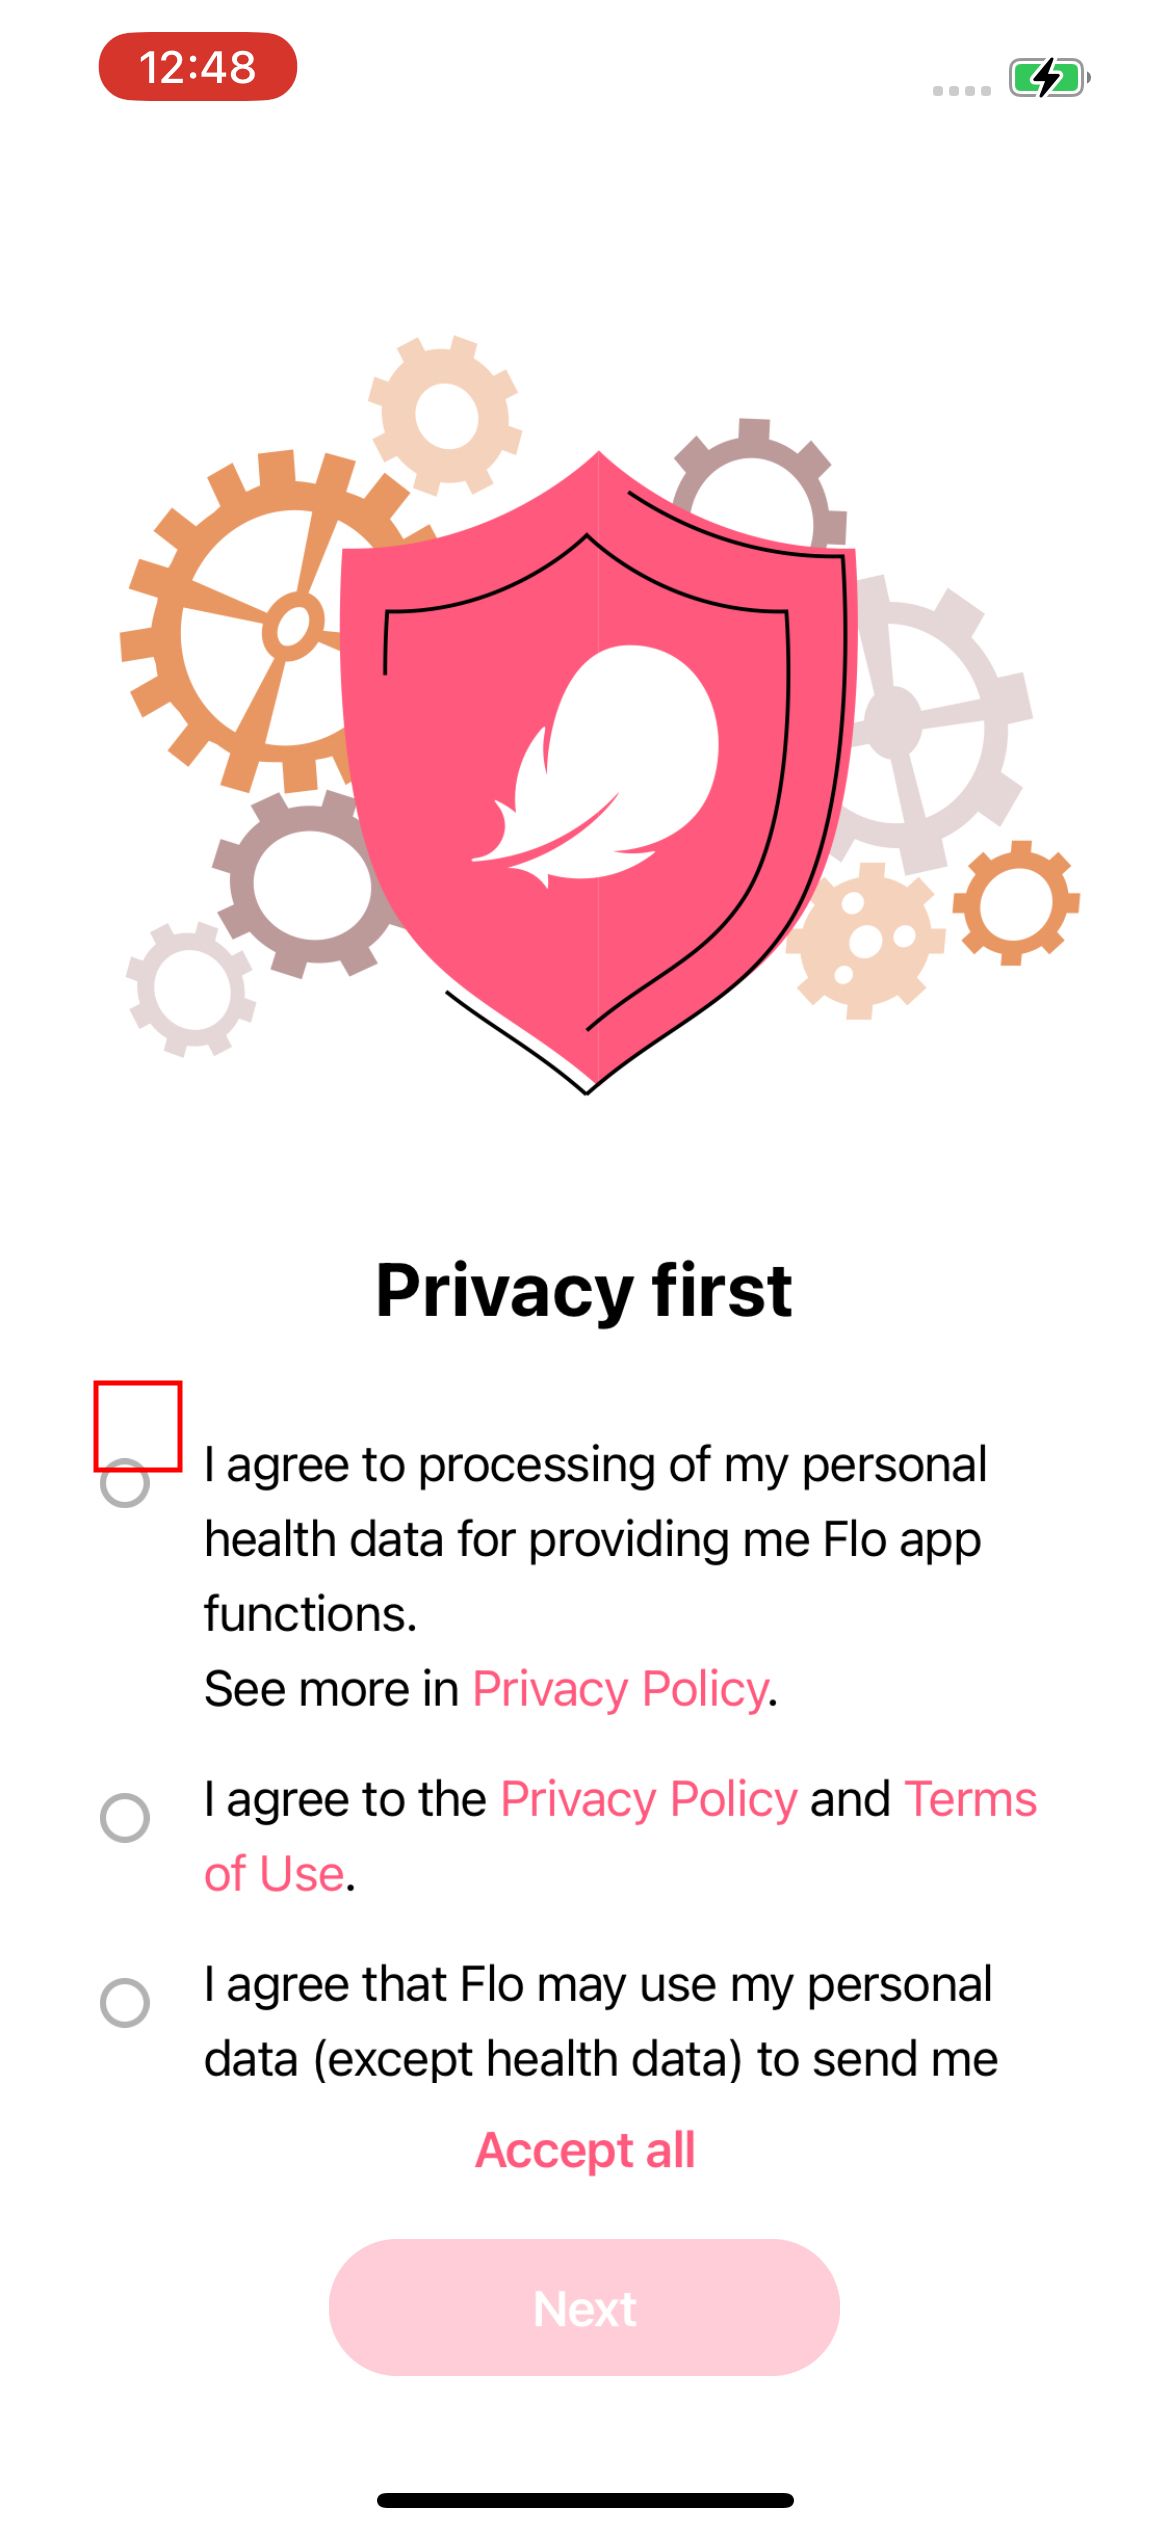 12:48
Privacy first
I agree to processing of my personal
health data for providing me Flo app
functions.
See more in Privacy Policy.
I agree to the Privacy Policy and Terms
of Use.
I agree that Flo may use my personal
data (except health data) to send me
Accept all
Next